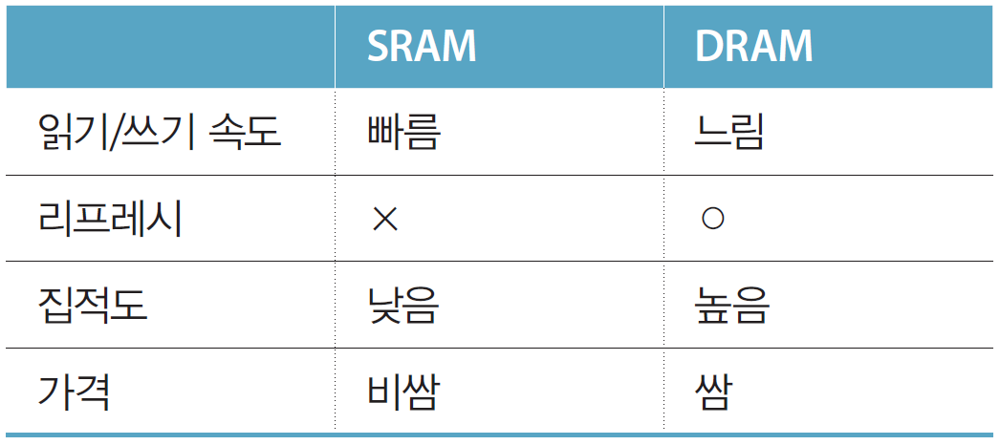 SRAM DRAM
읽기/쓰기 속도 빠름 느림
리프레시 × ○
집적도 낮음 높음
가격 비쌈 쌈